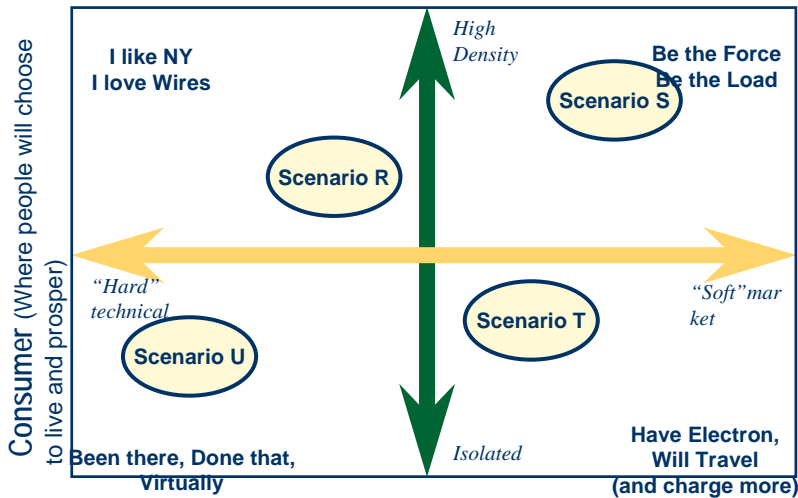 Consumer (Where people will choose
to live and prosper)
I like NY
I love Wires
High
Density
Be the Force
Be the Load
Scenario S
Scenario R
“Hard”
technical
“Soft”mar
ket
Scenario T
Scenario U
Been there, Done that,
Virtually
Isolated
Have Electron,
Will Travel
(and charge more)